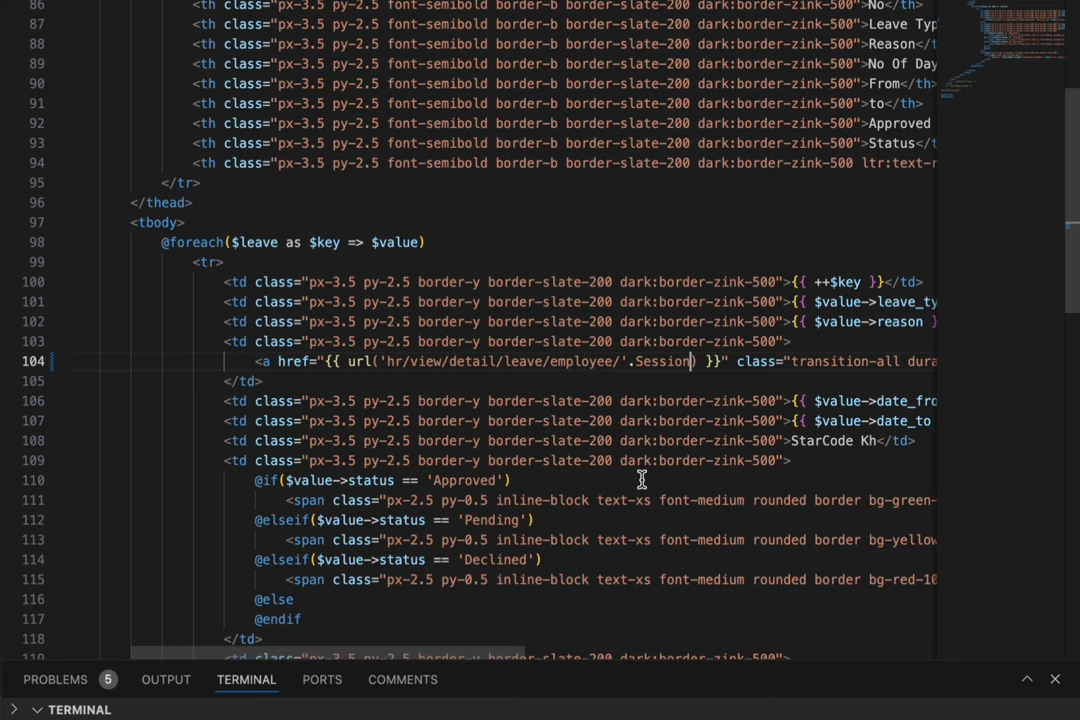 86 <th class="px-3.5 py-2.5 font-semibold border-b border-slate-200 dark:border-zink-500">No</th>
87 <th class="px-3.5 py-2.5 font-semibold border-b border-slate-200 dark:border-zink-500">Leave Typ
88 <th class="px-3.5 py-2.5 font-semibold border-b border-slate-200 dark:border-zink-500">Reason</t
89 <th class="px-3.5 py-2.5 font-semibold border-b border-slate-200 dark:border-zink-500">No Of Day
90 <th class="px-3.5 py-2.5 font-semibold border-b border-slate-200 dark:border-zink-500">From</th>
91 <th class="px-3.5 py-2.5 font-semibold border-b border-slate-200 dark:border-zink-500">to</th>
92 <th class="px-3.5 py-2.5 font-semibold border-b border-slate-200 dark:border-zink-500">Approved
93 <th class="px-3.5 py-2.5 font-semibold border-b border-slate-200 dark:border-zink-500">Status</t
94 <th class="px-3.5 py-2.5 font-semibold border-b border-slate-200 dark:border-zink-500 ltr:text-r
95 </tr>
96 </thead>
97 <tbody>
98 @foreach($leave as $key => $value)
99 <tr>
100 <td class="px-3.5 py-2.5 border-y border-slate-200 dark:border-zink-500">{{ ++$key }}</td>
101 <td class="px-3.5 py-2.5 border-y border-slate-200 dark:border-zink-500">{{ $value->leave_ty
102 <td class="px-3.5 py-2.5 border-y border-slate-200 dark:border-zink-500">{{ $value->reason }
103 <td class="px-3.5 py-2.5 border-y border-slate-200 dark:border-zink-500">
104 <a href="{{ url('hr/view/detail/leave/employee/'.Session) }}" class="transition-all dura
105 </td>
106 <td class="px-3.5 py-2.5 border-y border-slate-200 dark:border-zink-500">{{ $value->date_fro
107 <td class="px-3.5 py-2.5 border-y border-slate-200 dark:border-zink-500">{{ $value->date_to
108 <td class="px-3.5 py-2.5 border-y border-slate-200 dark:border-zink-500">StarCode Kh</td>
109 <td class="px-3.5 py-2.5 border-y border-slate-200 dark:border-zink-500">
110 @if($value->status == 'Approved')
111 <span class="px-2.5 py-0.5 inline-block text-xs font-medium rounded border bg-green-
112 @elseif($value->status == 'Pending')
113 <span class="px-2.5 py-0.5 inline-block text-xs font-medium rounded border bg-yellow
114 @elseif($value->status == 'Declined')
115 <span class="px-2.5 py-0.5 inline-block text-xs font-medium rounded border bg-red-10
116 @else
117 @endif
118 </td>
119 <td class="px-3.5 py-2.5 border-y border-slate-200 dark:border-zink-500">
PROBLEMS 5 OUTPUT TERMINAL PORTS COMMENTS
TERMINAL